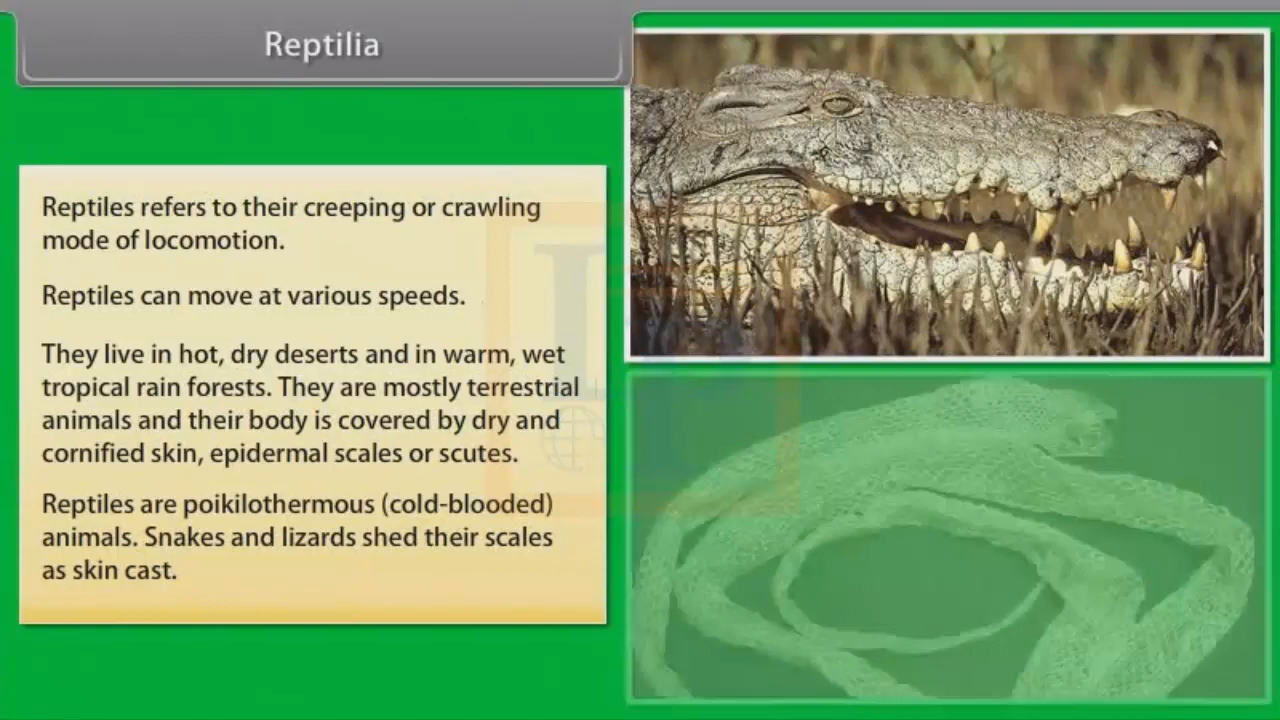 Reptilia
Reptiles refers to their creeping or crawling
mode of locomotion.
Reptiles can move at various speeds.
They live in hot, dry deserts and in warm, wet
tropical rain forests. They are mostly terrestrial
animals and their body is covered by dry and
cornified skin, epidermal scales or scutes.
Reptiles are poikilothermous (cold-blooded)
animals. Snakes and lizards shed their scales
as skin cast.